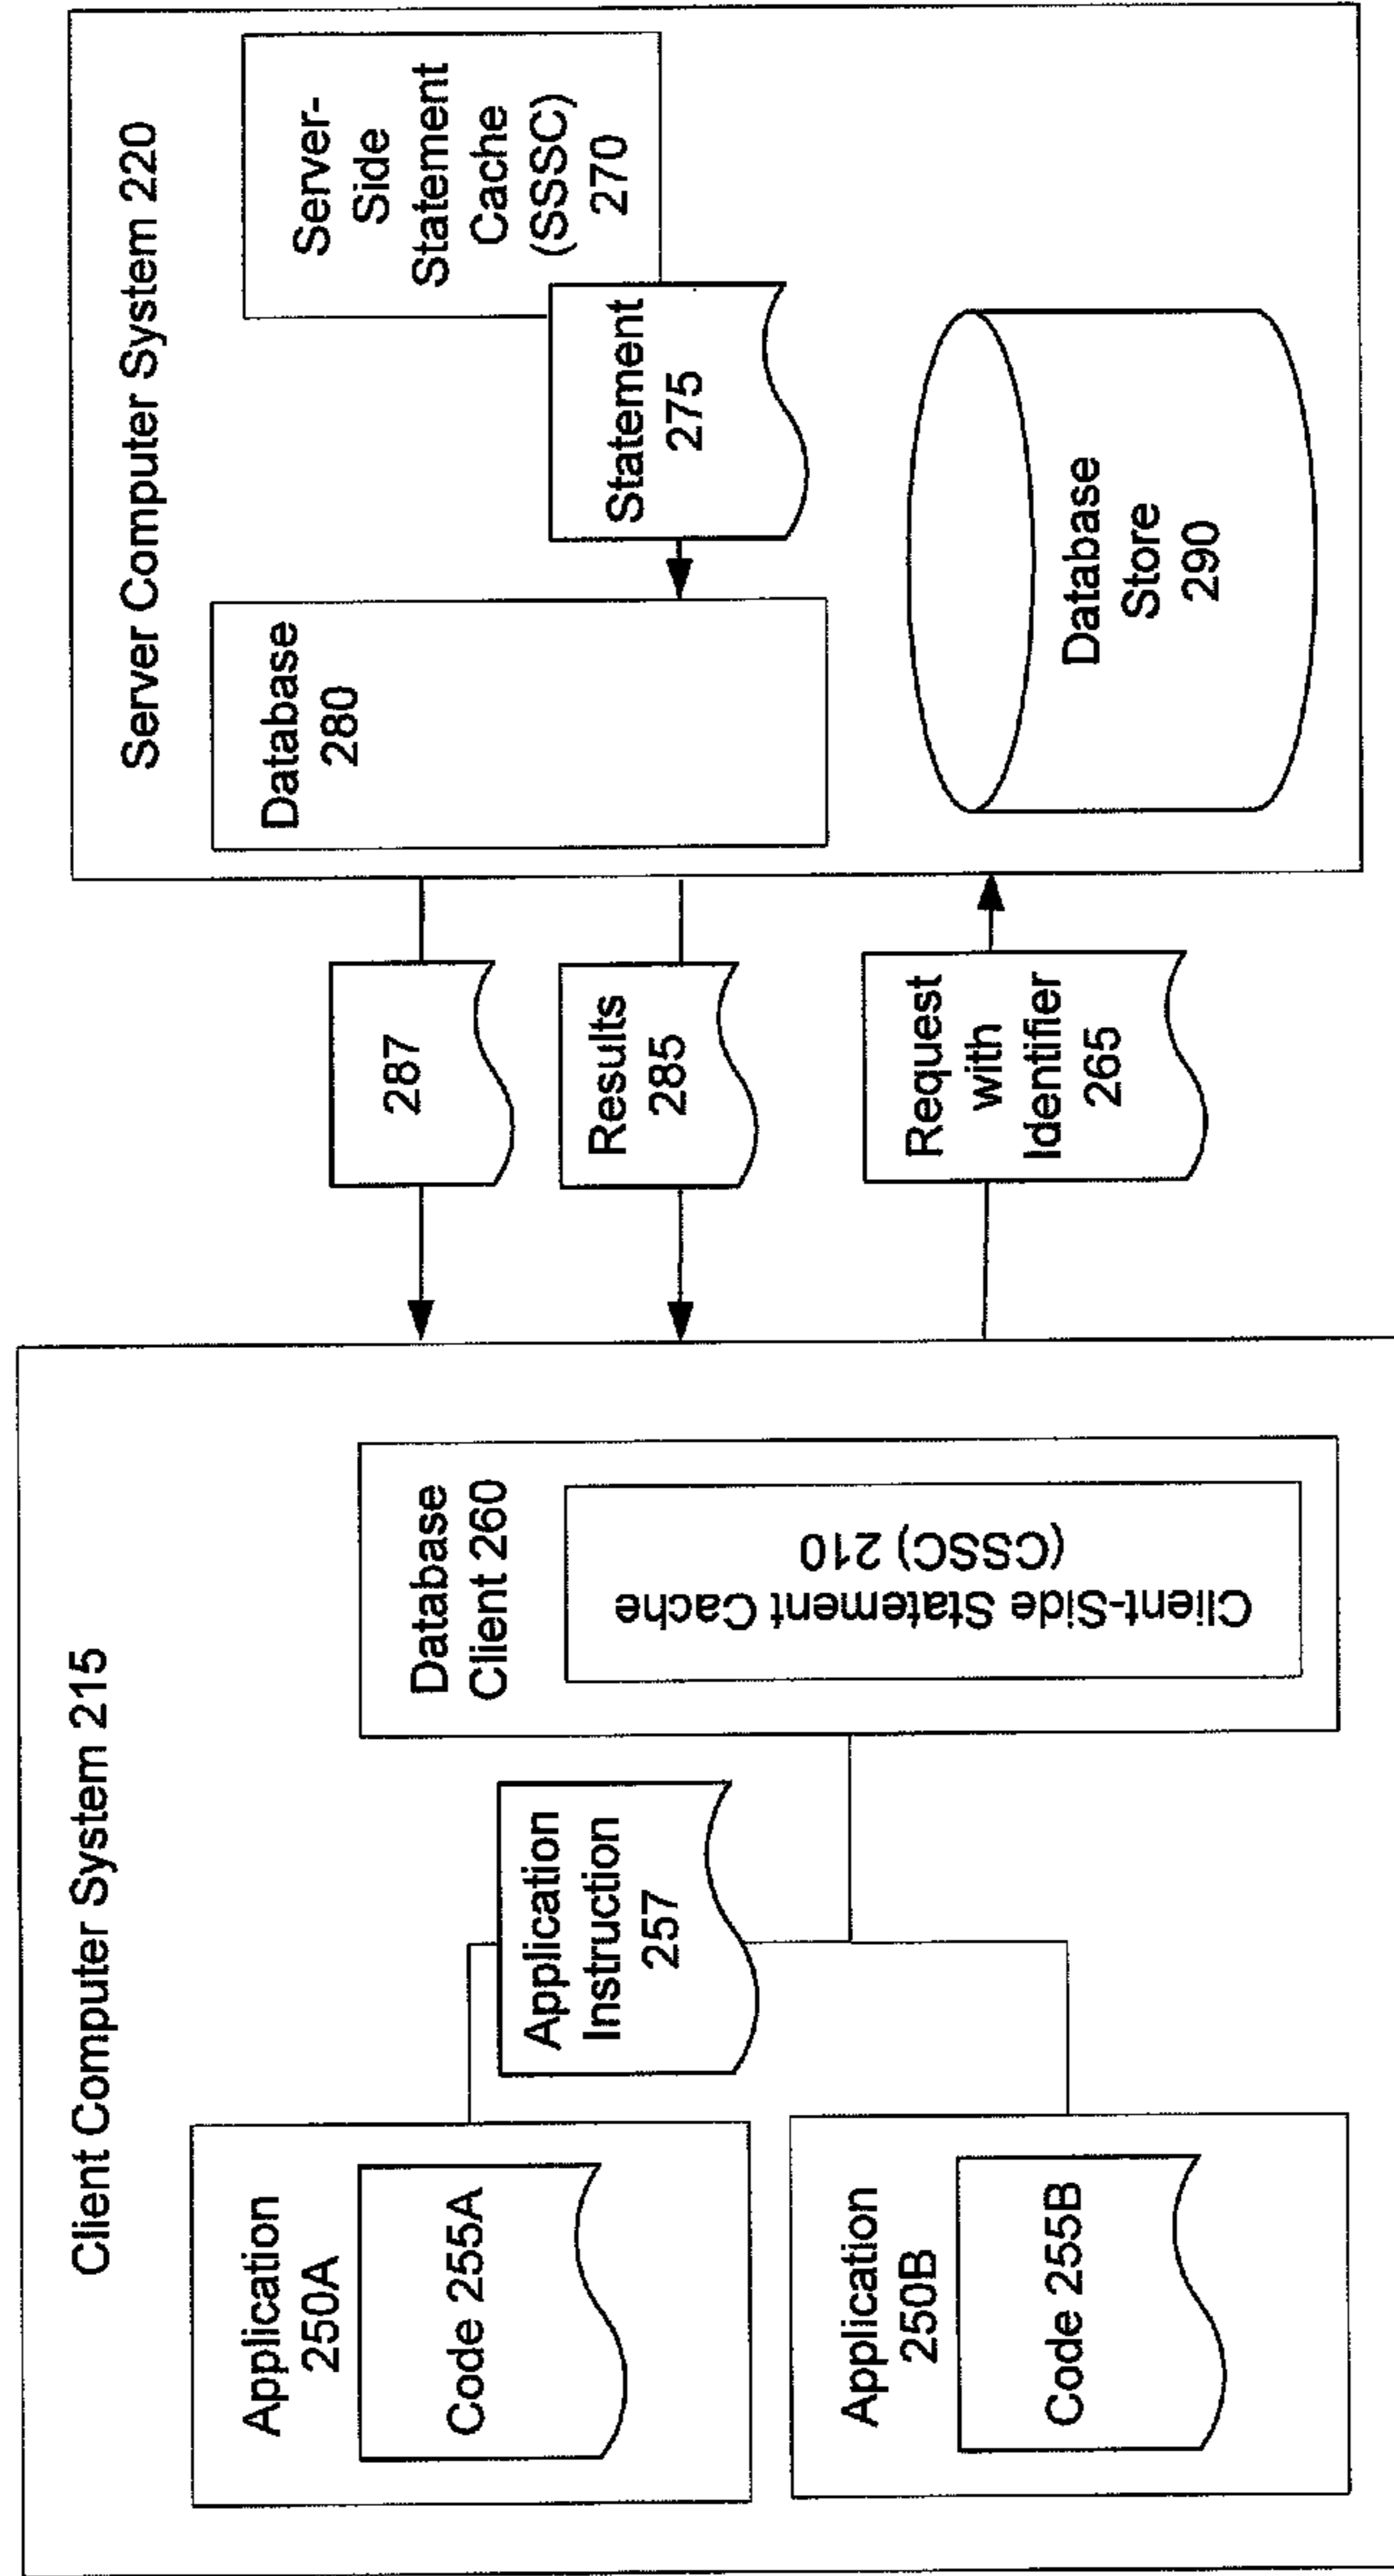 Client Computer System 215
Application
250A
Code 255A
Application
250B
Code 255B
Application
Instruction
257
Database
Client 260
Client-Side Statement Cache
(CSSC) 210
287
Results
285
Request
with
Identifier
265
Server Computer System 220
Database
280
Statement
275
Server-
Side
Statement
Cache
(SSSC)
270
Database
Store
290